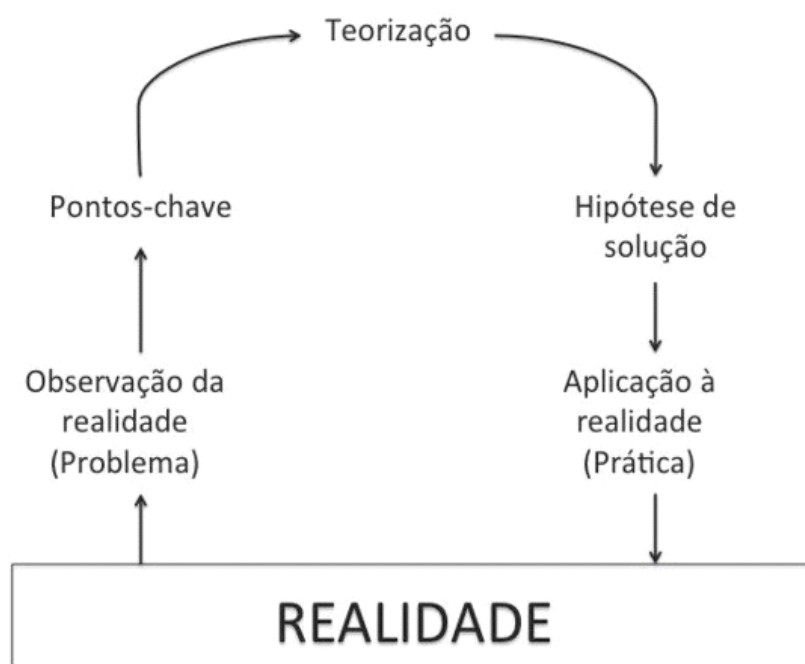 Teorização
Pontos-chave
Hipótese de
solução
Observação da
realidade
(Problema)
Aplicação à
realidade
(Prática)
REALIDADE